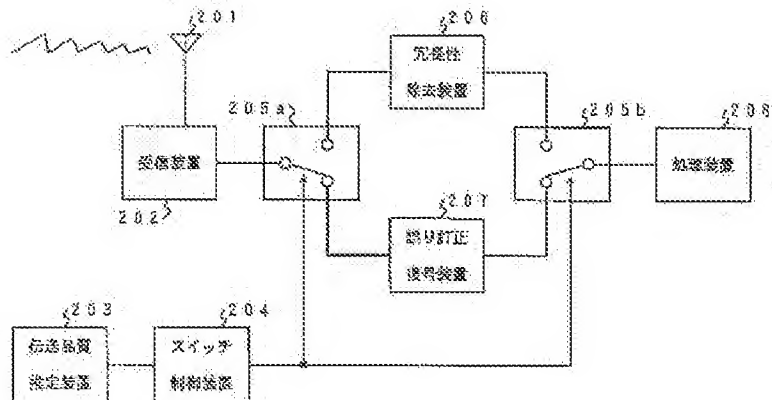 201
206
冗長性
除去装置
205a
205b
208
受信装置
処理装置
202
207
誤り訂正
復号装置
203
204
伝送品質
推定装置
スイッチ
制御装置